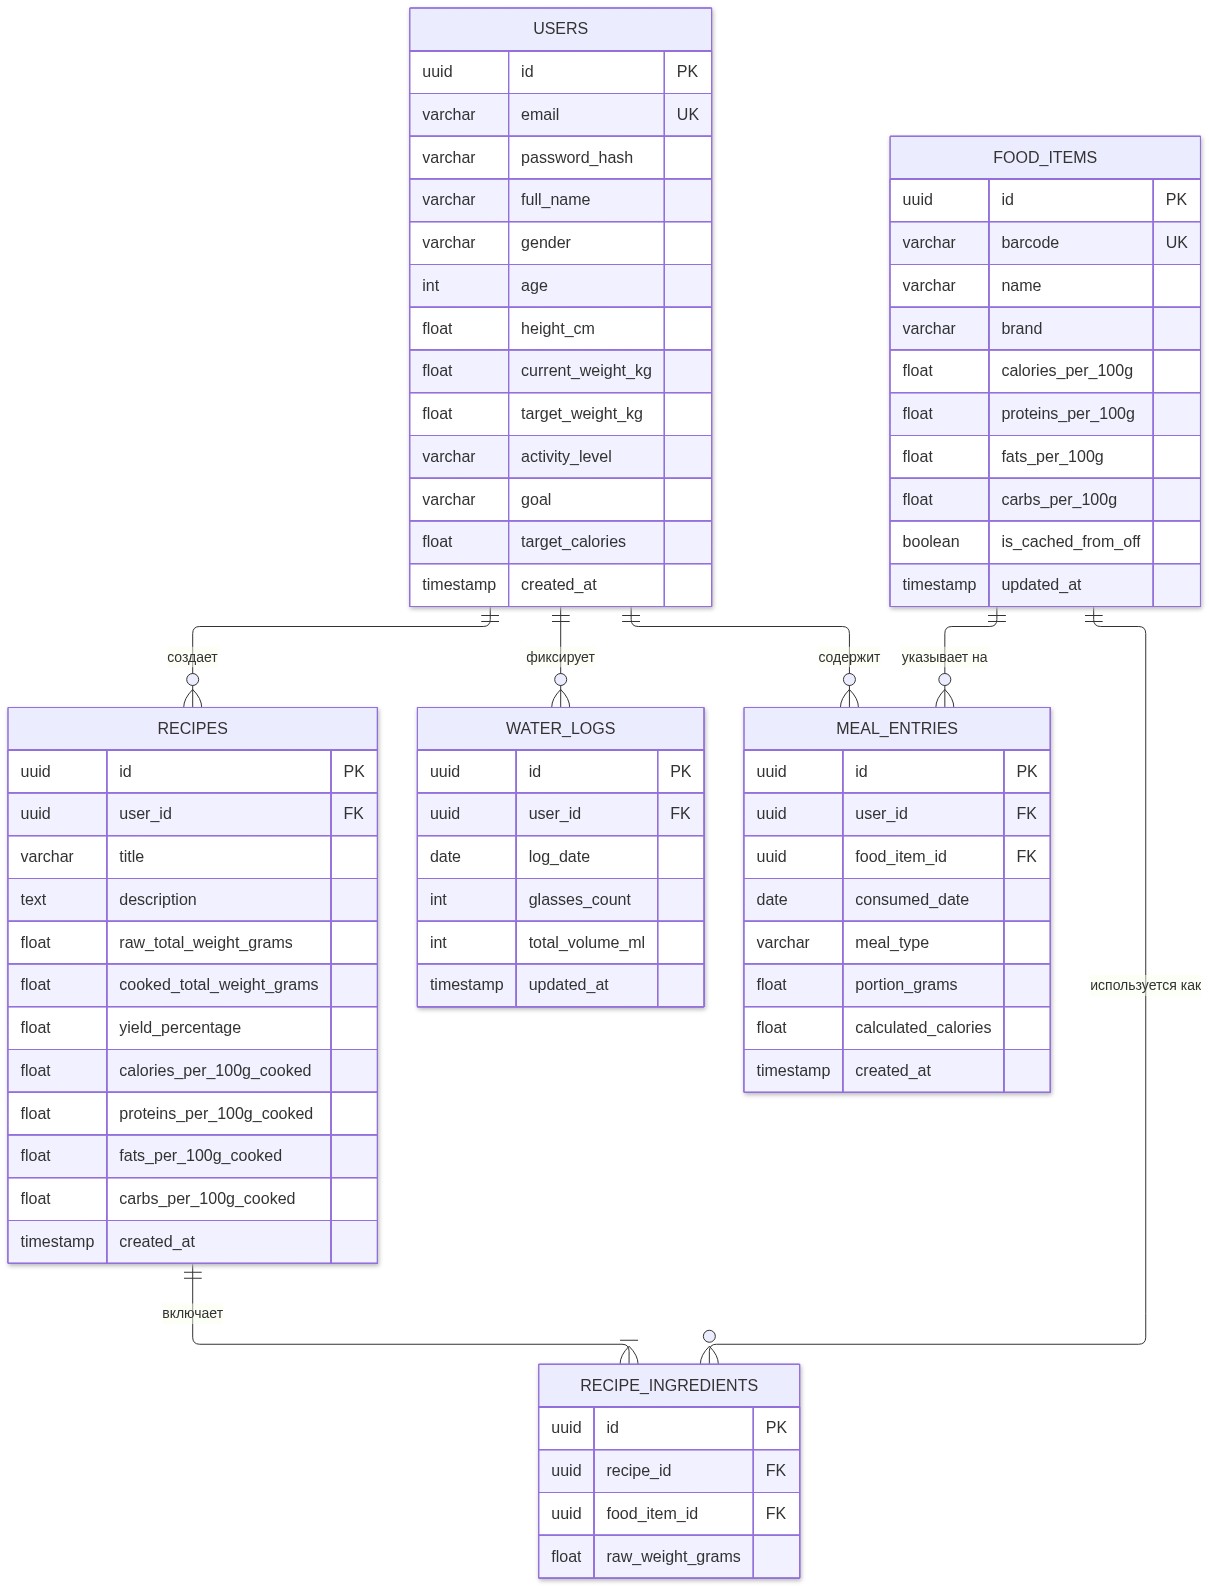 USERS
uuid id PK
varchar email UK
varchar password_hash
varchar full_name
varchar gender
int age
float height_cm
float current_weight_kg
float target_weight_kg
varchar activity_level
varchar goal
float target_calories
timestamp created_at
FOOD_ITEMS
uuid id PK
varchar barcode UK
varchar name
varchar brand
float calories_per_100g
float proteins_per_100g
float fats_per_100g
float carbs_per_100g
boolean is_cached_from_off
timestamp updated_at
создает
фиксирует
содержит
указывает на
RECIPES
uuid id PK
uuid user_id FK
varchar title
text description
float raw_total_weight_grams
float cooked_total_weight_grams
float yield_percentage
float calories_per_100g_cooked
float proteins_per_100g_cooked
float fats_per_100g_cooked
float carbs_per_100g_cooked
timestamp created_at
WATER_LOGS
uuid id PK
uuid user_id FK
date log_date
int glasses_count
int total_volume_ml
timestamp updated_at
MEAL_ENTRIES
uuid id PK
uuid user_id FK
uuid food_item_id FK
date consumed_date
varchar meal_type
float portion_grams
float calculated_calories
timestamp created_at
используется как
включает
RECIPE_INGREDIENTS
uuid id PK
uuid recipe_id FK
uuid food_item_id FK
float raw_weight_grams